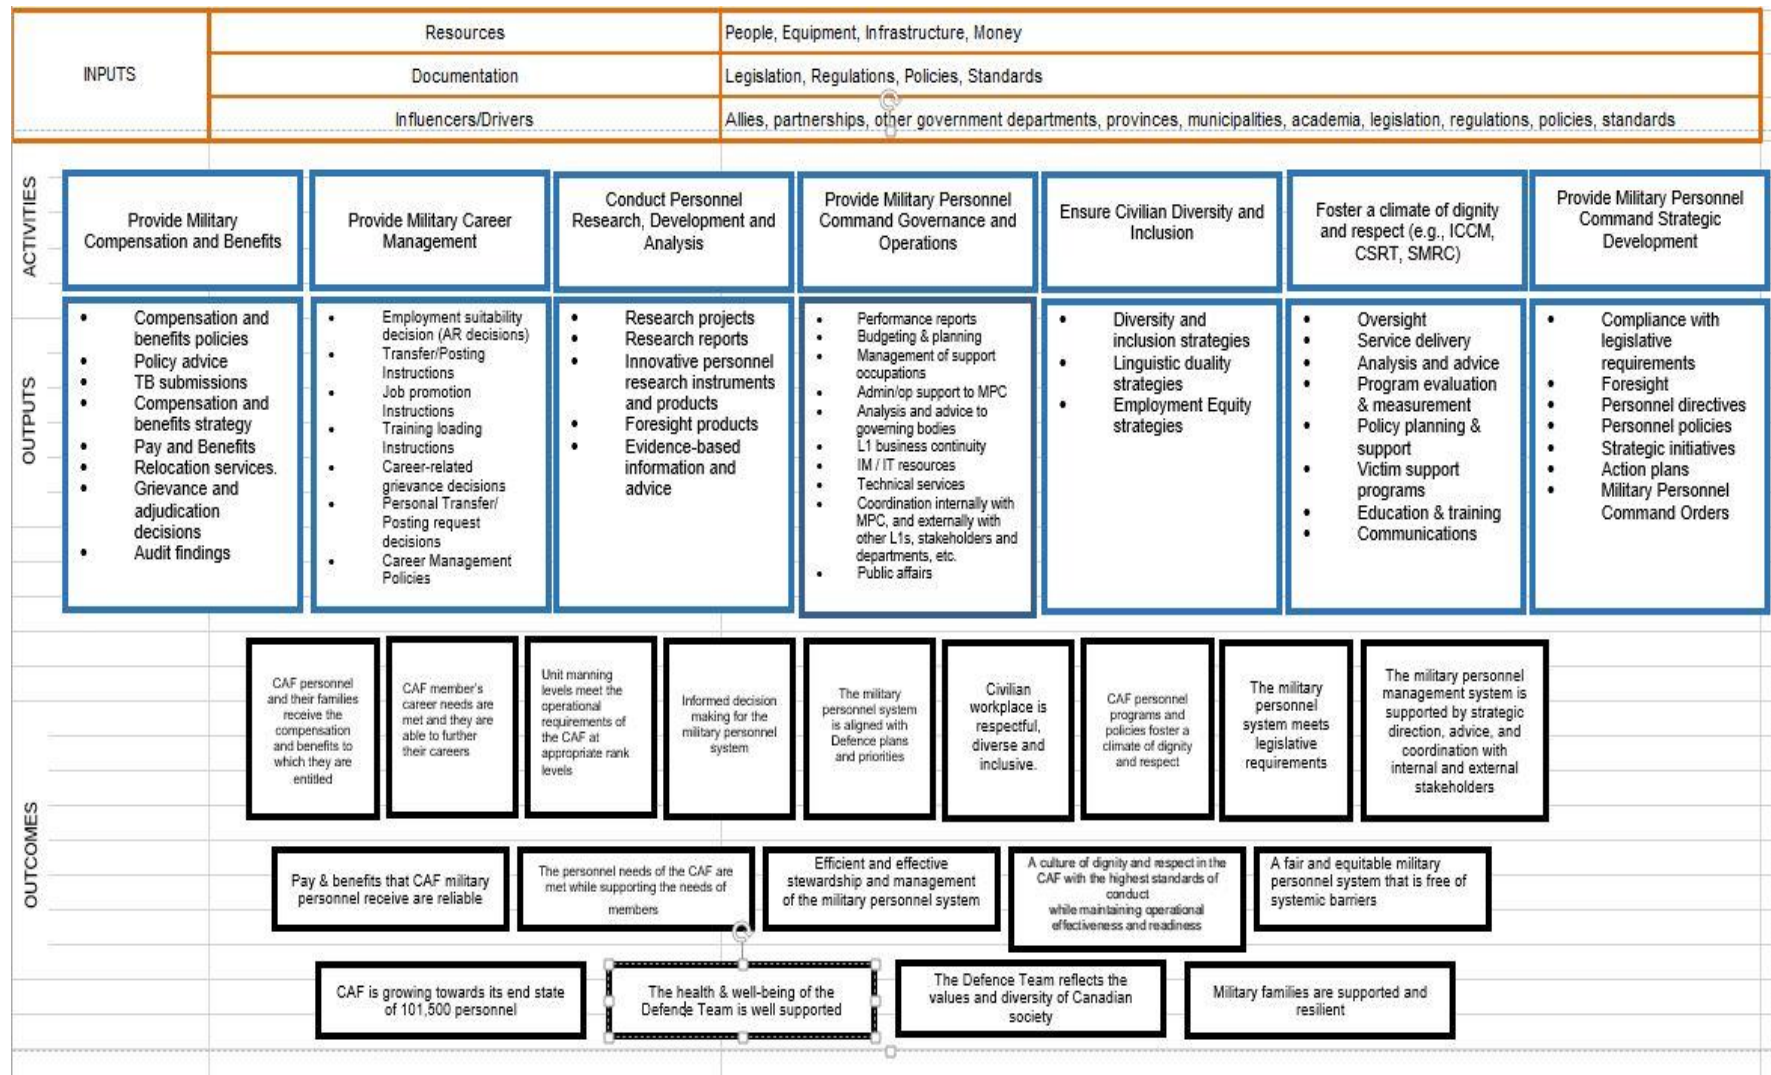 INPUTS
Resources
People, Equipment, Infrastructure, Money
Documentation
Legislation, Regulations, Policies, Standards
Influencers/Drivers
Allies, partnerships, other government departments, provinces, municipalities, academia, legislation, regulations, policies, standards
ACTIVITIES
Provide Military
Compensation and Benefits
Provide Military Career
Management
Conduct Personnel
Research, Development and
Analysis
Provide Military Personnel
Command Governance and
Operations
Ensure Civilian Diversity and
Inclusion
Foster a climate of dignity
and respect (e.g., ICCM,
CSRT, SMRC)
Provide Military Personnel
Command Strategic
Development
OUTPUTS
• Compensation and
benefits policies
• Policy advice
• TB submissions
• Compensation and
benefits strategy
• Pay and Benefits
• Relocation services.
• Grievance and
adjudication
decisions
• Audit findings
• Employment suitability
decision (AR decisions)
• Transfer/Posting
Instructions
• Job promotion
Instructions
• Training loading
Instructions
• Career-related
grievance decisions
• Personal Transfer/
Posting request
decisions
• Career Management
Policies
• Research projects
• Research reports
• Innovative personnel
research instruments
and products
• Foresight products
• Evidence-based
information and
advice
• Performance reports
• Budgeting & planning
• Management of support
occupations
• Admin/op support to MPC
• Analysis and advice to
governing bodies
• L1 business continuity
• IM / IT resources
• Technical services
• Coordination internally with
MPC, and externally with
other L1s, stakeholders and
departments, etc.
• Public affairs
• Diversity and
inclusion strategies
• Linguistic duality
strategies
• Employment Equity
strategies
• Oversight
• Service delivery
• Analysis and advice
• Program evaluation
& measurement
• Policy planning &
support
• Victim support
programs
• Education & training
• Communications
• Compliance with
legislative
requirements
• Foresight
• Personnel directives
• Personnel policies
• Strategic initiatives
• Action plans
• Military Personnel
Command Orders
OUTCOMES
CAF personnel
and their families
receive the
compensation
and benefits to
which they are
entitled
CAF member's
career needs are
met and they are
able to further
their careers
Unit manning
levels meet the
operational
requirements of
the CAF at
appropriate rank
levels
Informed decision
making for the
military personnel
system
The military
personnel system
is aligned with
Defence plans
and priorities
Civilian
workplace is
respectful,
diverse and
inclusive.
CAF personnel
programs and
policies foster a
climate of dignity
and respect
The military
personnel
system meets
legislative
requirements
The military personnel
management system is
supported by strategic
direction, advice, and
coordination with
internal and external
stakeholders
Pay & benefits that CAF military
personnel receive are reliable
The personnel needs of the CAF are
met while supporting the needs of
members
Efficient and effective
stewardship and management
of the military personnel system
A culture of dignity and respect in the
CAF with the highest standards of
conduct
while maintaining operational
effectiveness and readiness
A fair and equitable military
personnel system that is free of
systemic barriers
CAF is growing towards its end state
of 101,500 personnel
The health & well-being of the
Defence Team is well supported
The Defence Team reflects the
values and diversity of Canadian
society
Military families are supported and
resilient